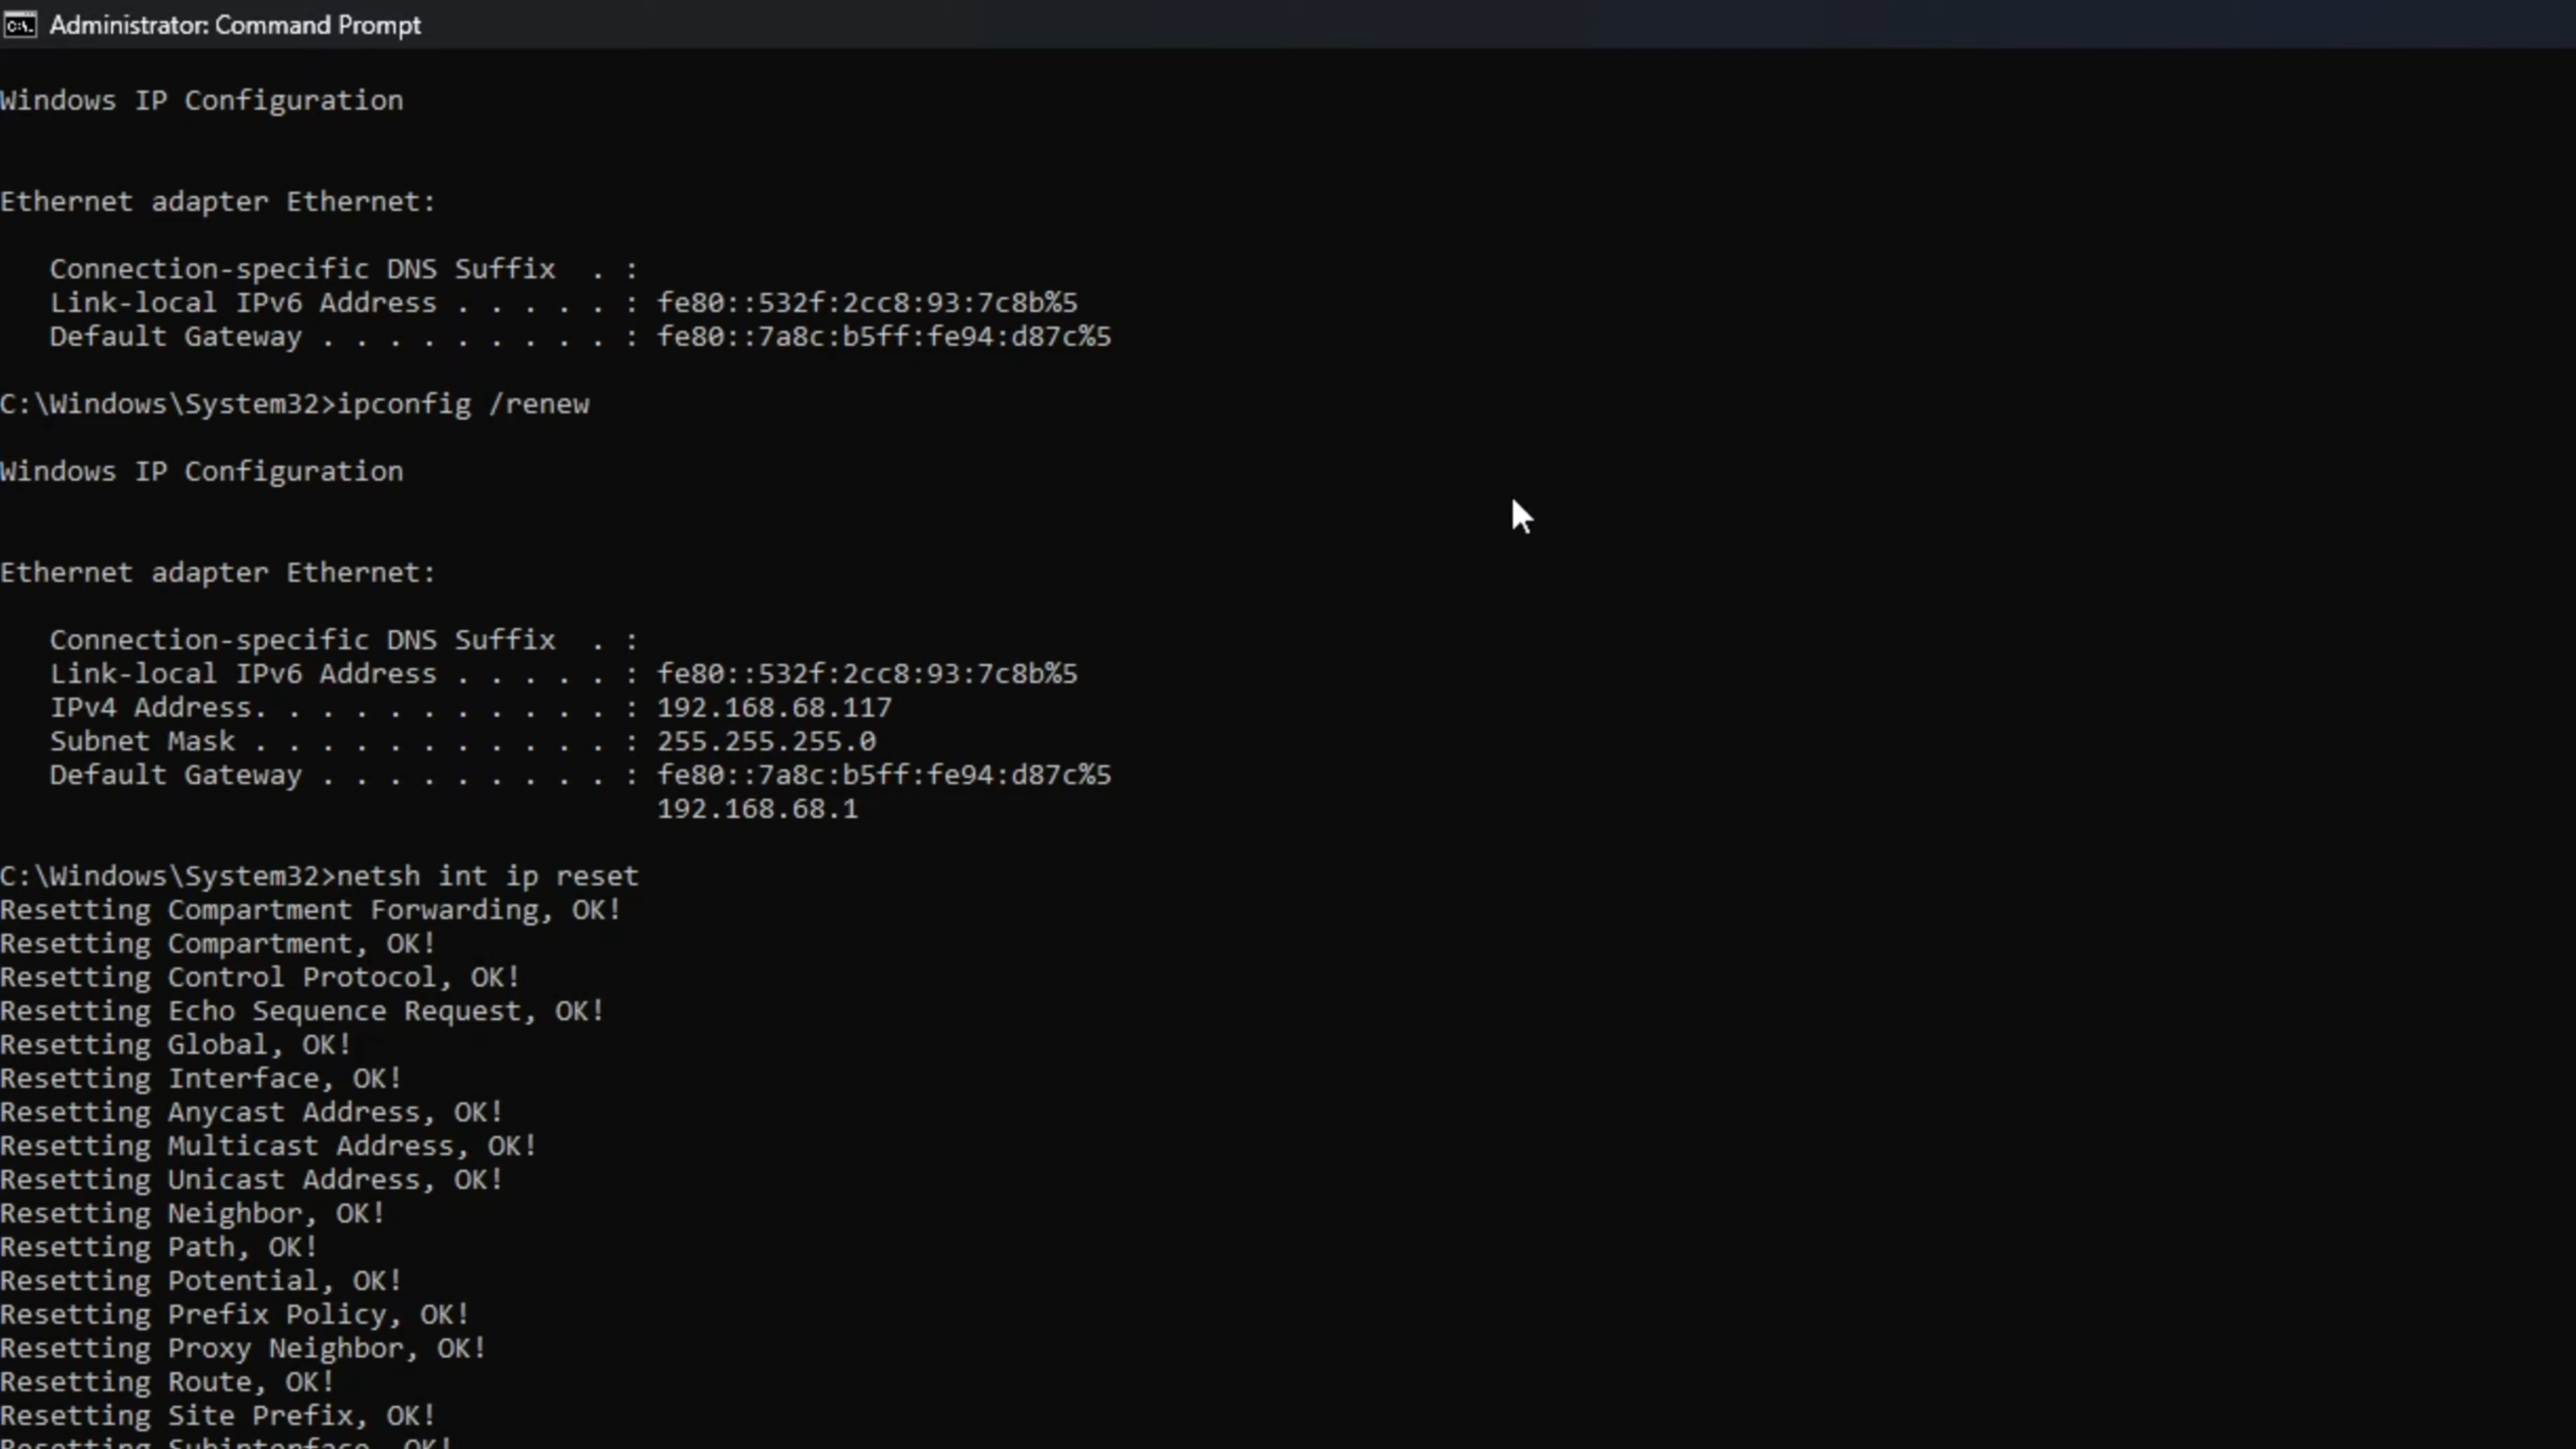 Administrator: Command Prompt
Windows IP Configuration
Ethernet adapter Ethernet:
Connection-specific DNS Suffix  . :
Link-local IPv6 Address . . . . . : fe80::532f:2cc8:93:7c8b%5
Default Gateway . . . . . . . . . : fe80::7a8c:b5ff:fe94:d87c%5
C:\Windows\System32>ipconfig /renew
Windows IP Configuration
Ethernet adapter Ethernet:
Connection-specific DNS Suffix  . :
Link-local IPv6 Address . . . . . : fe80::532f:2cc8:93:7c8b%5
IPv4 Address. . . . . . . . . . . : 192.168.68.117
Subnet Mask . . . . . . . . . . . : 255.255.255.0
Default Gateway . . . . . . . . . : fe80::7a8c:b5ff:fe94:d87c%5
192.168.68.1
C:\Windows\System32>netsh int ip reset
Resetting Compartment Forwarding, OK!
Resetting Compartment, OK!
Resetting Control Protocol, OK!
Resetting Echo Sequence Request, OK!
Resetting Global, OK!
Resetting Interface, OK!
Resetting Anycast Address, OK!
Resetting Multicast Address, OK!
Resetting Unicast Address, OK!
Resetting Neighbor, OK!
Resetting Path, OK!
Resetting Potential, OK!
Resetting Prefix Policy, OK!
Resetting Proxy Neighbor, OK!
Resetting Route, OK!
Resetting Site Prefix, OK!
Resetting Subinterface, OK!